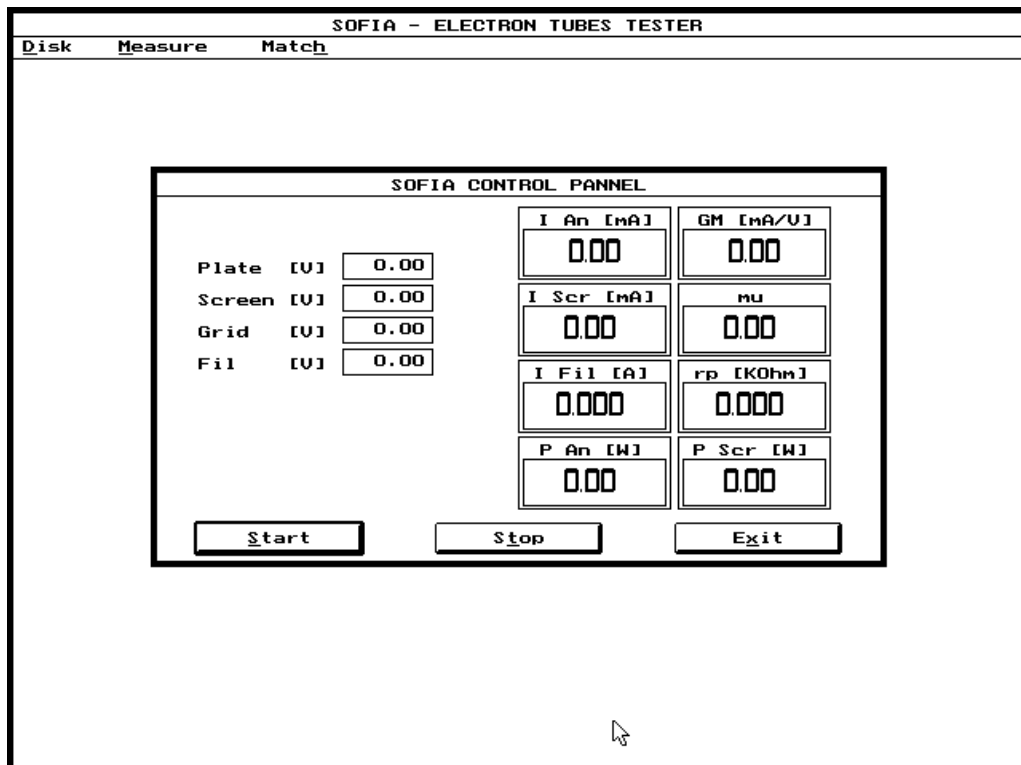 SOFIA - ELECTRON TUBES TESTER
Disk Measure Match
SOFIA CONTROL PANNEL
Plate [V] 0.00
Screen [V] 0.00
Grid [V] 0.00
Fil [V] 0.00
I An [mA] GM [mA/V]
0.00 0.00
I Scr [mA] mu
0.00 0.00
I Fil [A] rp [KOhm]
0.000 0.000
P An [W] P Scr [W]
0.00 0.00
Start Stop Exit